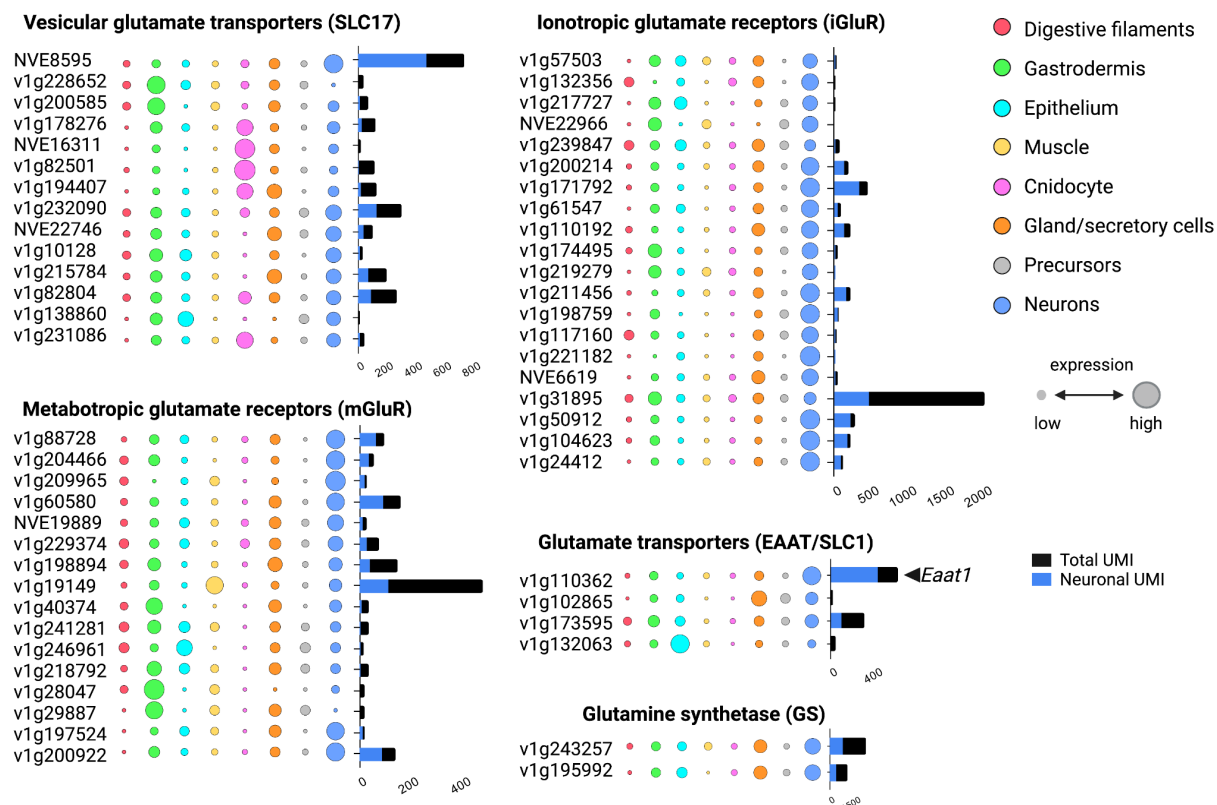 Vesicular glutamate transporters (SLC17)
NVE8595
v1g228652
v1g200585
v1g178276
NVE16311
v1g82501
v1g194407
v1g232090
NVE22746
v1g10128
v1g215784
v1g82804
v1g138860
v1g231086
0 200 400 600 800
Metabotropic glutamate receptors (mGluR)
v1g88728
v1g204466
v1g209965
v1g60580
NVE19889
v1g229374
v1g198894
v1g19149
v1g40374
v1g241281
v1g246961
v1g218792
v1g28047
v1g29887
v1g197524
v1g200922
0 200 400
Ionotropic glutamate receptors (iGluR)
v1g57503
v1g132356
v1g217727
NVE22966
v1g239847
v1g200214
v1g171792
v1g61547
v1g110192
v1g174495
v1g219279
v1g211456
v1g198759
v1g117160
v1g221182
NVE6619
v1g31895
v1g50912
v1g104623
v1g24412
0 500 1000 1500 2000
Glutamate transporters (EAAT/SLC1)
v1g110362
Eaat1
v1g102865
v1g173595
v1g132063
0 400
Glutamine synthetase (GS)
v1g243257
v1g195992
0 500
Digestive filaments
Gastrodermis
Epithelium
Muscle
Cnidocyte
Gland/secretory cells
Precursors
Neurons
expression
low high
Total UMI
Neuronal UMI